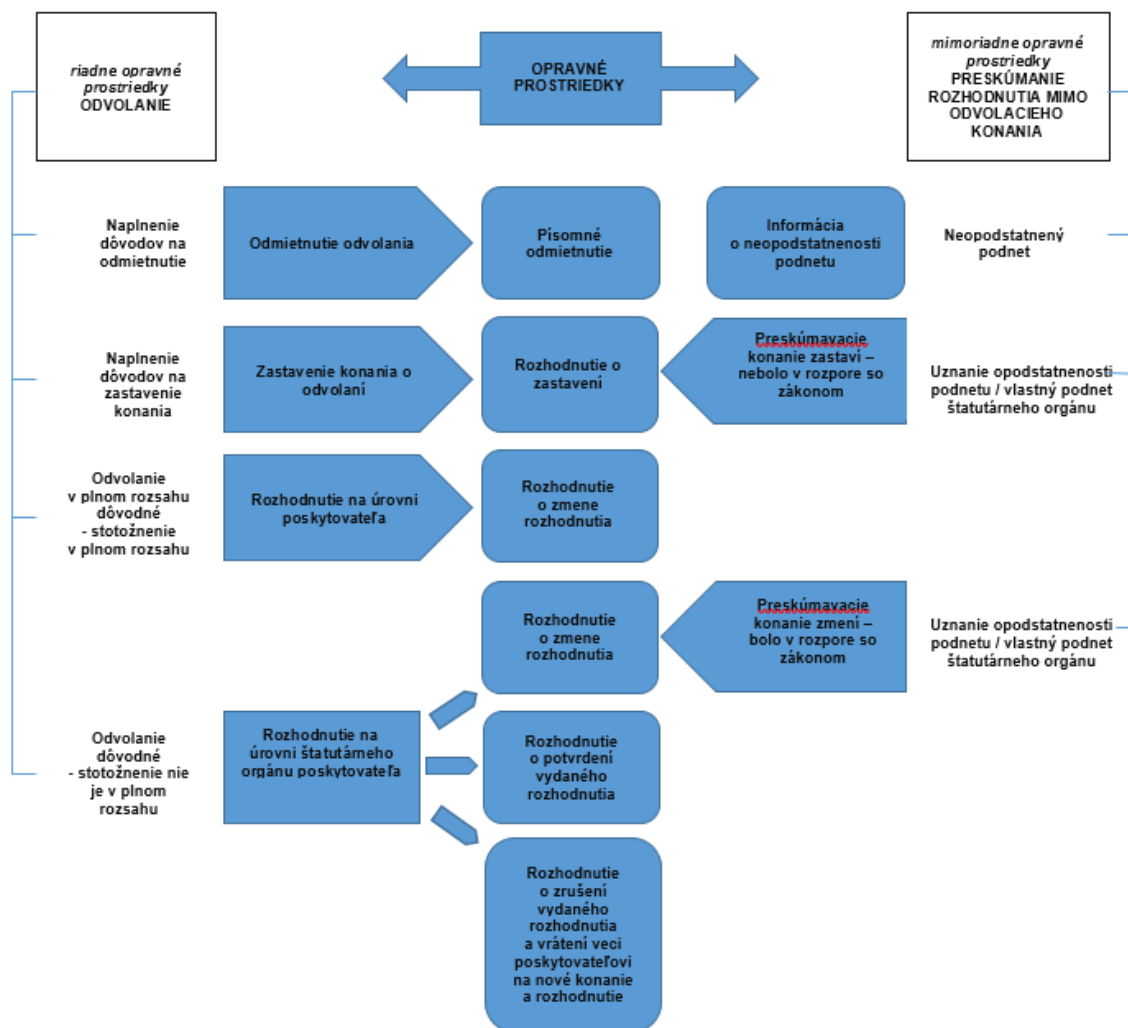 riadne opravné
prostriedky
ODVOLANIE
OPRAVNÉ
PROSTRIEDKY
mimoriadne opravné
prostriedky
PRESKÚMANIE
ROZHODNUTIA MIMO
ODVOLACIEHO
KONANIA
Naplnenie
dôvodov na
odmietnutie
Odmietnutie odvolania
Písomné
odmietnutie
Informácia
o neopodstatnenosti
podnetu
Neopodstatnený
podnet
Naplnenie
dôvodov na
zastavenie
konania
Zastavenie konania o
odvolaní
Rozhodnutie o
zastavení
Preskúmavacie
konanie zastaví –
nebolo v rozpore so
zákonom
Uznanie opodstatnenosti
podnetu / vlastný podnet
štatutárneho orgánu
Odvolanie
v plnom rozsahu
dôvodné
- stotožnenie
v plnom rozsahu
Rozhodnutie na úrovni
poskytovateľa
Rozhodnutie
o zmene
rozhodnutia
Rozhodnutie
o zmene
rozhodnutia
Preskúmavacie
konanie zmení –
bolo v rozpore so
zákonom
Uznanie opodstatnenosti
podnetu / vlastný podnet
štatutárneho orgánu
Odvolanie
dôvodné
- stotožnenie nie
je v plnom
rozsahu
Rozhodnutie na
úrovni štatutárneho
orgánu poskytovateľa
Rozhodnutie
o potvrdení
vydaného
rozhodnutia
Rozhodnutie
o zrušení
vydaného
rozhodnutia
a vrátení veci
poskytovateľovi
na nové konanie
a rozhodnutie